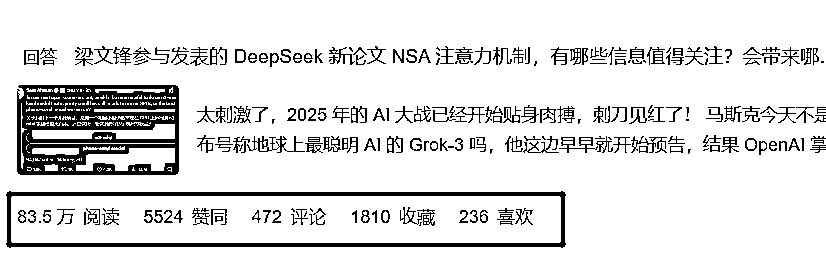 回答 梁文锋参与发表的 DeepSeek 新论文 NSA 注意力机制，有哪些信息值得关注？会带来哪.
太刺激了，2025 年的 AI 大战已经开始贴身肉搏，刺刀见红了！ 马斯克今天不是
布号称地球上最聪明 AI 的 Grok-3 吗，他这边早早就开始预告，结果 OpenAI 掌
83.5 万 阅读 5524 赞同 472 评论 1810 收藏 236 喜欢